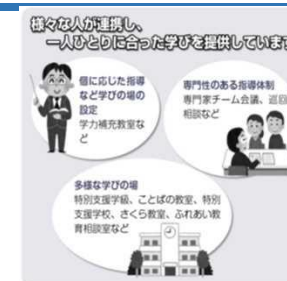 様々な人が連携し、
一人ひとりに合った学びを提供しています
個に応じた指導
など学びの場の
設定
学力補充教室な
ど
専門性のある指導体制
専門家チーム会議、巡回
相談など
多様な学びの場
特別支援学級、ことばの教室、特別
支援学校、さくら教室、ふれあい教
育相談室など